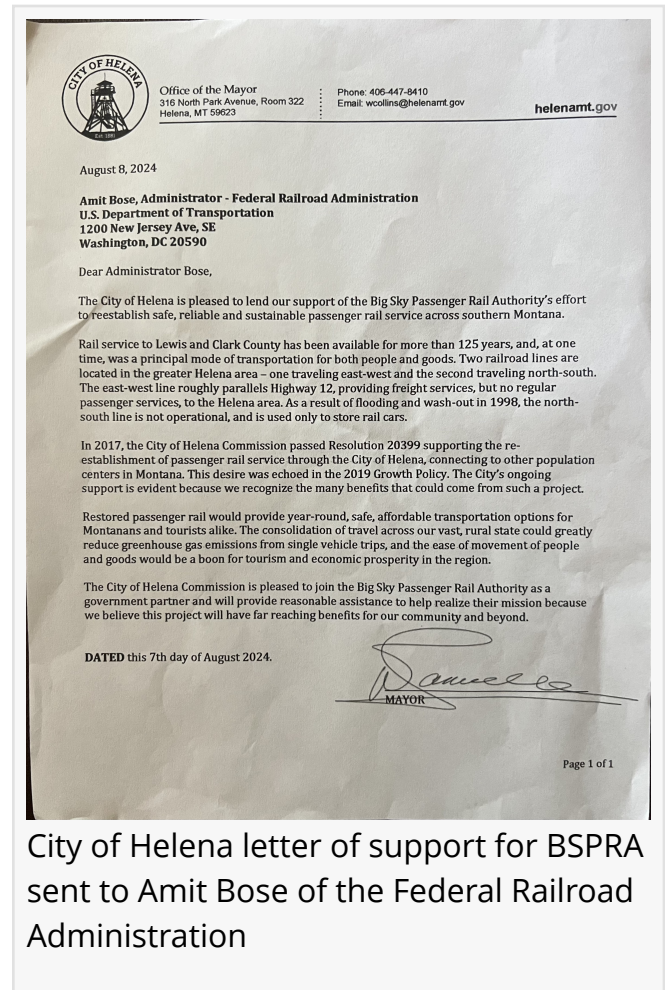 CITY OF HELENA
Est. 1881
Office of the Mayor
316 North Park Avenue, Room 322
Helena, MT 59623
Phone: 406-447-8410
Email: wcollins@helenamt.gov
helenamt.gov
August 8, 2024
Amit Bose, Administrator - Federal Railroad Administration
U.S. Department of Transportation
1200 New Jersey Ave, SE
Washington, DC 20590
Dear Administrator Bose,
The City of Helena is pleased to lend our support of the Big Sky Passenger Rail Authority's effort
to reestablish safe, reliable and sustainable passenger rail service across southern Montana.
Rail service to Lewis and Clark County has been available for more than 125 years, and, at one
time, was a principal mode of transportation for both people and goods. Two railroad lines are
located in the greater Helena area – one traveling east-west and the second traveling north-south.
The east-west line roughly parallels Highway 12, providing freight services, but no regular
passenger services, to the Helena area. As a result of flooding and wash-out in 1998, the north-
south line is not operational, and is used only to store rail cars.
In 2017, the City of Helena Commission passed Resolution 20399 supporting the re-
establishment of passenger rail service through the City of Helena, connecting to other population
centers in Montana. This desire was echoed in the 2019 Growth Policy. The City's ongoing
support is evident because we recognize the many benefits that could come from such a project.
Restored passenger rail would provide year-round, safe, affordable transportation options for
Montanans and tourists alike. The consolidation of travel across our vast, rural state could greatly
reduce greenhouse gas emissions from single vehicle trips, and the ease of movement of people
and goods would be a boon for tourism and economic prosperity in the region.
The City of Helena Commission is pleased to join the Big Sky Passenger Rail Authority as a
government partner and will provide reasonable assistance to help realize their mission because
we believe this project will have far reaching benefits for our community and beyond.
DATED this 7th day of August 2024.
MAYOR
Page 1 of 1
City of Helena letter of support for BSPRA
sent to Amit Bose of the Federal Railroad
Administration